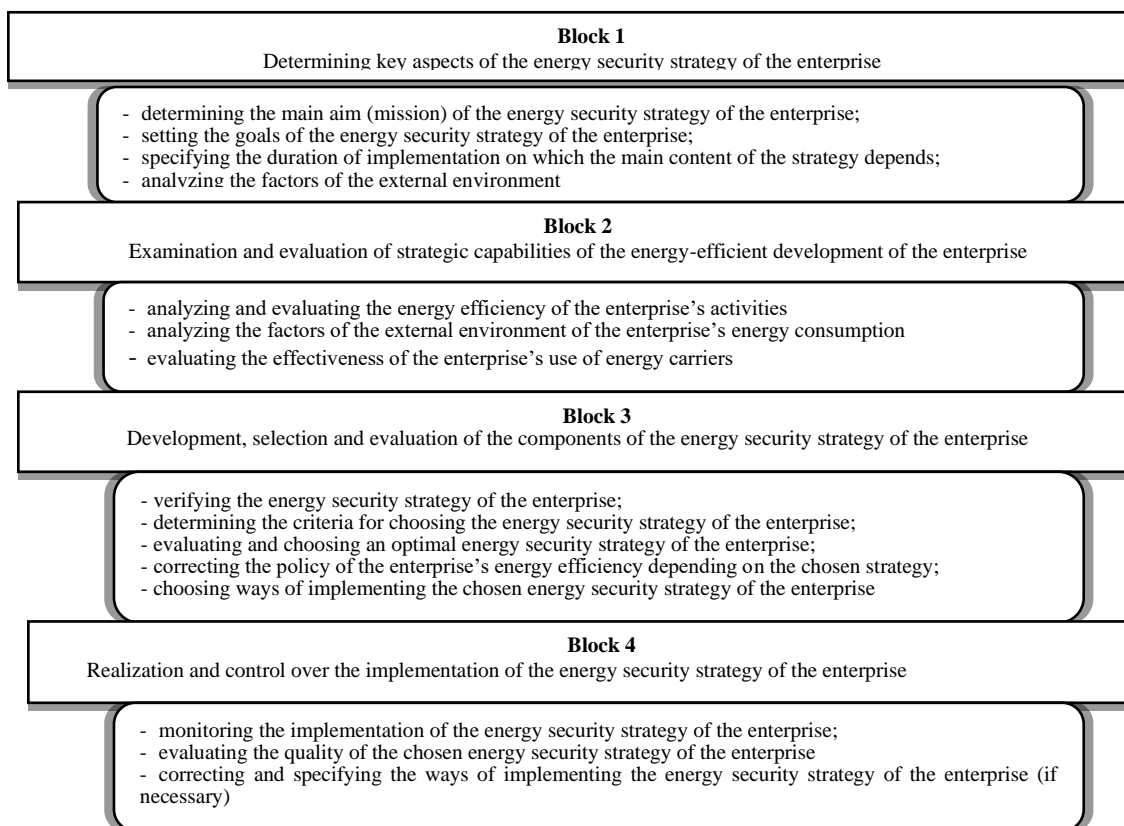 Block 1
Determining key aspects of the energy security strategy of the enterprise
- determining the main aim (mission) of the energy security strategy of the enterprise;
- setting the goals of the energy security strategy of the enterprise;
- specifying the duration of implementation on which the main content of the strategy depends;
- analyzing the factors of the external environment
Block 2
Examination and evaluation of strategic capabilities of the energy-efficient development of the enterprise
- analyzing and evaluating the energy efficiency of the enterprise’s activities
- analyzing the factors of the external environment of the enterprise’s energy consumption
- evaluating the effectiveness of the enterprise’s use of energy carriers
Block 3
Development, selection and evaluation of the components of the energy security strategy of the enterprise
- verifying the energy security strategy of the enterprise;
- determining the criteria for choosing the energy security strategy of the enterprise;
- evaluating and choosing an optimal energy security strategy of the enterprise;
- correcting the policy of the enterprise’s energy efficiency depending on the chosen strategy;
- choosing ways of implementing the chosen energy security strategy of the enterprise
Block 4
Realization and control over the implementation of the energy security strategy of the enterprise
- monitoring the implementation of the energy security strategy of the enterprise;
- evaluating the quality of the chosen energy security strategy of the enterprise
- correcting and specifying the ways of implementing the energy security strategy of the enterprise (if
necessary)